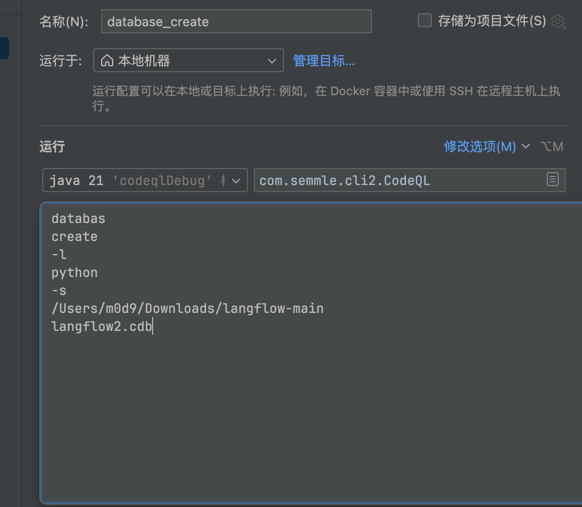 名称(N):
database_create
存储为项目文件(S)
运行于:
本地机器
管理目标...
运行配置可以在本地或目标上执行: 例如，在 Docker 容器中或使用 SSH 在远程主机上执
行。
运行
修改选项(M)
⌥M
java 21 'codeqlDebug'
com.semmle.cli2.CodeQL
databas
create
-l
python
-s
/Users/m0d9/Downloads/langflow-main
langflow2.cdb